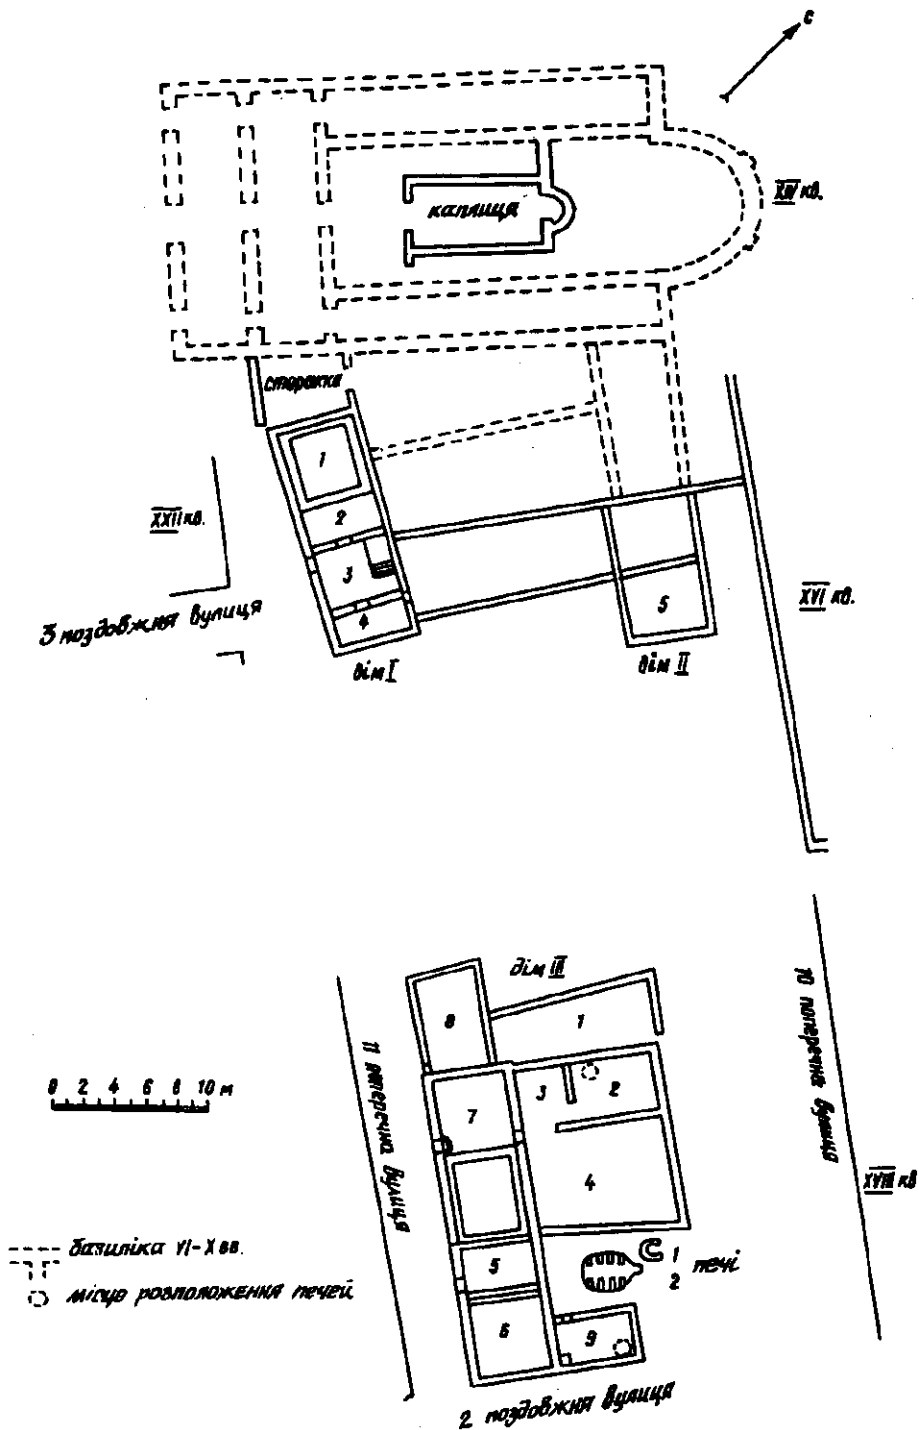 С
XV кв.
каплиця
сторожка
1
2
3
4
XXII кв.
3 поздовжня вулиця
дім I
5
дім II
XVI кв.
дім III
8
1
3
2
7
4
5
6
9
11 поперечна вулиця
10 поперечна вулиця
XVIII кв
1
2
печі
0 2 4 6 8 10 м
базиліка VI-X вв.
місце розположення печей
2 поздовжня вулиця